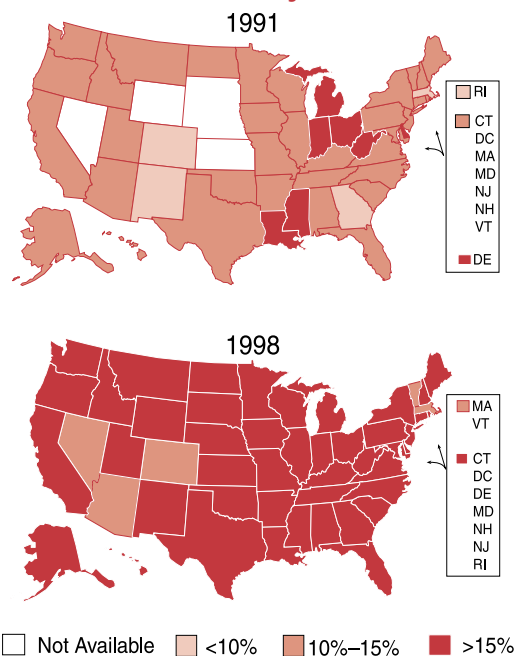 1991
RI
CT
DC
MA
MD
NJ
NH
VT
DE
1998
MA
VT
CT
DC
DE
MD
NH
NJ
RI
Not Available <10% 10%–15% >15%